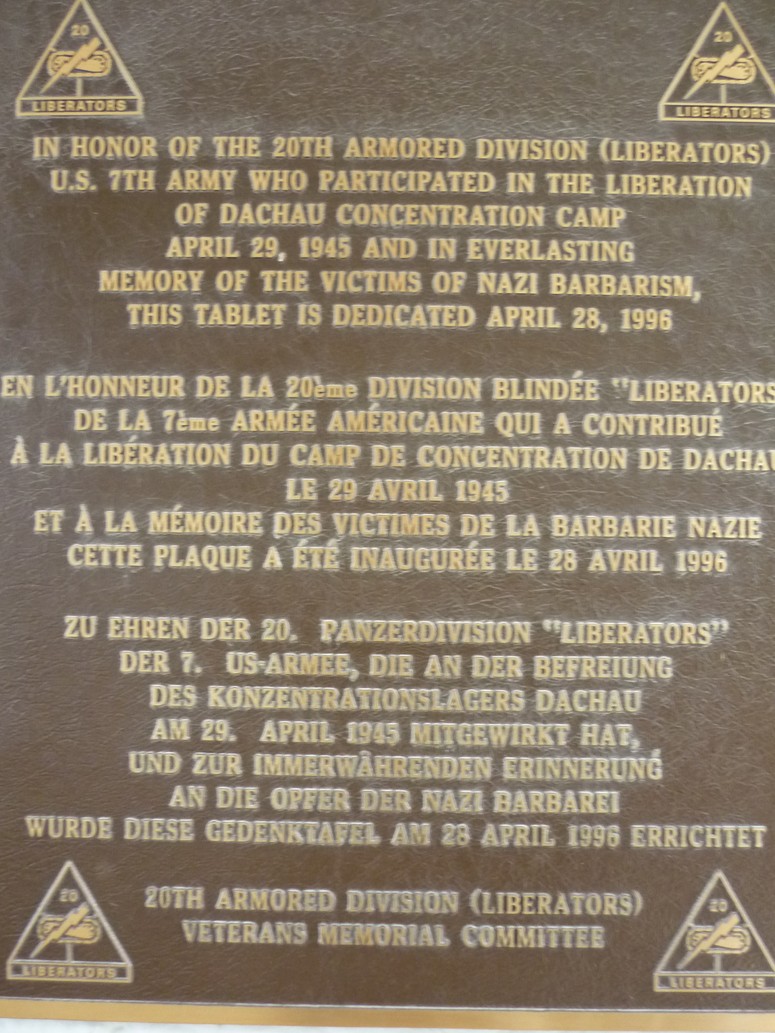 20 20
LIBERATORS LIBERATORS
IN HONOR OF THE 20TH ARMORED DIVISION (LIBERATORS)
U.S. 7TH ARMY WHO PARTICIPATED IN THE LIBERATION
OF DACHAU CONCENTRATION CAMP
APRIL 29, 1945 AND IN EVERLASTING
MEMORY OF THE VICTIMS OF NAZI BARBARISM,
THIS TABLET IS DEDICATED APRIL 28, 1996
EN L'HONNEUR DE LA 20ème DIVISION BLINDÉE "LIBERATORS
DE LA 7ème ARMÉE AMÉRICAINE QUI A CONTRIBUÉ
À LA LIBÉRATION DU CAMP DE CONCENTRATION DE DACHAU
LE 29 AVRIL 1945
ET À LA MÉMOIRE DES VICTIMES DE LA BARBARIE NAZIE
CETTE PLAQUE A ÉTÉ INAUGURÉE LE 28 AVRIL 1996
ZU EHREN DER 20. PANZERDIVISION "LIBERATORS"
DER 7. US-ARMEE, DIE AN DER BEFREIUNG
DES KONZENTRATIONSLAGERS DACHAU
AM 29. APRIL 1945 MITGEWIRKT HAT,
UND ZUR IMMERWÄHRENDEN ERINNERUNG
AN DIE OPFER DER NAZI BARBAREI
WURDE DIESE GEDENKTAFEL AM 28 APRIL 1996 ERRICHTET
20TH ARMORED DIVISION (LIBERATORS)
VETERANS MEMORIAL COMMITTEE
20 20
LIBERATORS LIBERATORS